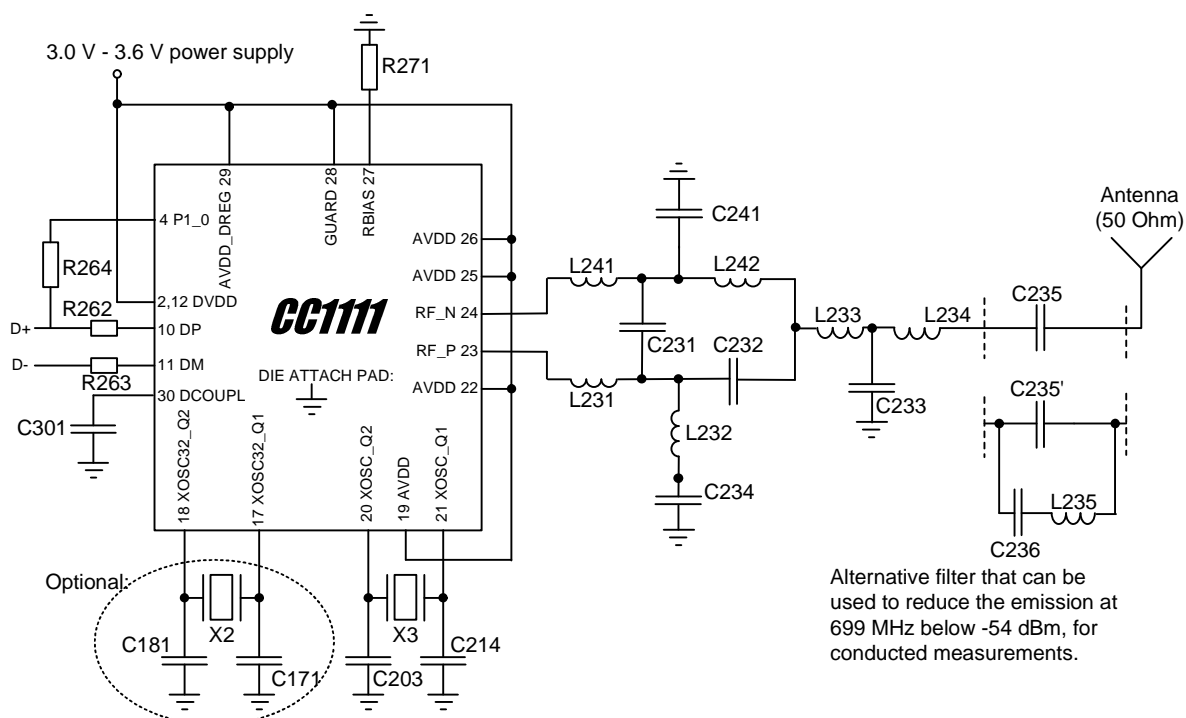 3.0 V - 3.6 V power supply
R271
AVDD_DREG 29
GUARD 28
RBIAS 27
4 P1_0
R264
R262
2,12 DVDD
D+
10 DP
D-
11 DM
R263
30 DCOUPL
C301
CC1111
DIE ATTACH PAD:
AVDD 26
AVDD 25
RF_N 24
RF_P 23
AVDD 22
18 XOSC32_Q2
17 XOSC32_Q1
20 XOSC_Q2
19 AVDD
21 XOSC_Q1
Optional:
X2
C181
C171
X3
C203
C214
C241
L241
L242
C231
C232
L231
L232
C234
L233
L234
C233
Antenna
(50 Ohm)
C235
C235'
L235
C236
Alternative filter that can be
used to reduce the emission at
699 MHz below -54 dBm, for
conducted measurements.